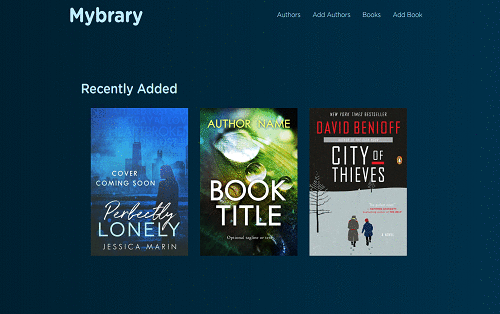 Mybrary
Authors Add Authors Books Add Book
Recently Added
COVER
COMING SOON
Perfectly
LONELY
JESSICA MARIN
AUTHOR NAME
BOOK
TITLE
Optional tagline or text
NEW YORK TIMES BESTSELLER
DAVID BENIOFF
CITY OF
THIEVES
A NOVEL